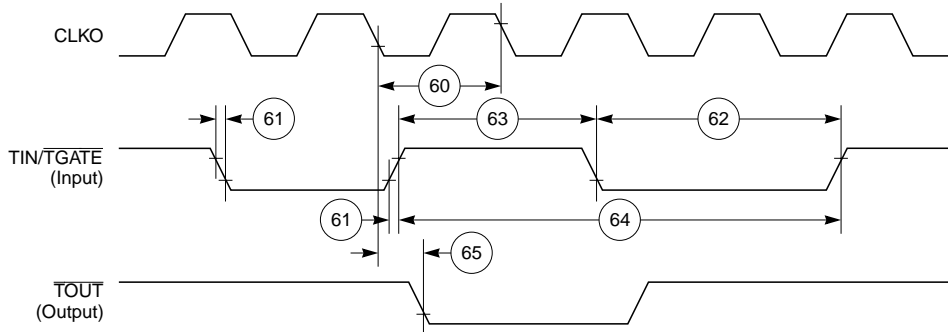 CLKO
60
61
63
62
TIN/TGATE
(Input)
61
64
65
TOUT
(Output)